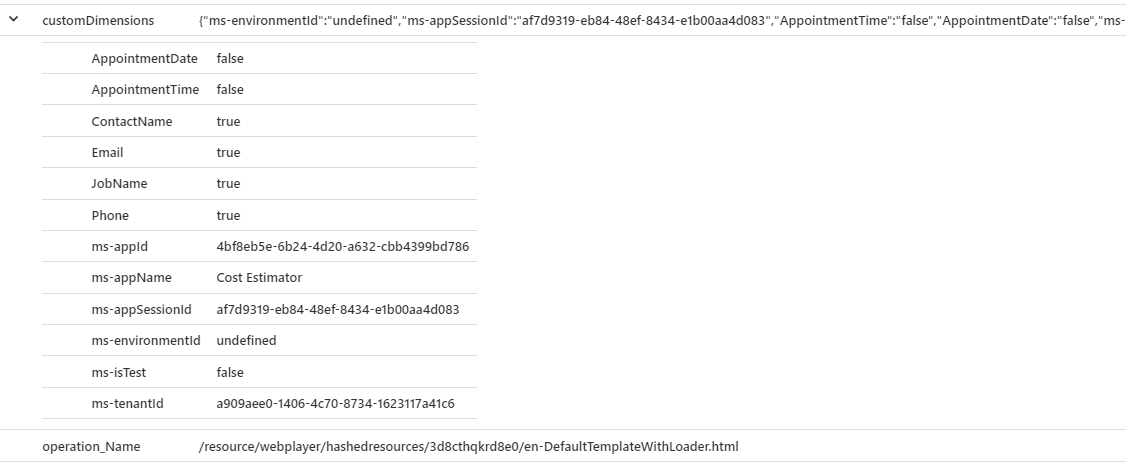 customDimensions {"ms-environmentId":"undefined","ms-appSessionId":"af7d9319-eb84-48ef-8434-e1b00aa4d083","AppointmentTime":"false","AppointmentDate":"false","ms-
AppointmentDate false
AppointmentTime false
ContactName true
Email true
JobName true
Phone true
ms-appId 4bf8eb5e-6b24-4d20-a632-cbb4399bd786
ms-appName Cost Estimator
ms-appSessionId af7d9319-eb84-48ef-8434-e1b00aa4d083
ms-environmentId undefined
ms-isTest false
ms-tenantId a909aee0-1406-4c70-8734-1623117a41c6
operation_Name /resource/webplayer/hashedresources/3d8cthqkrd8e0/en-DefaultTemplateWithLoader.html